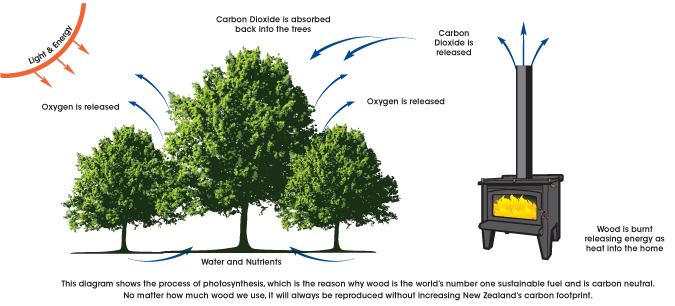 Light & Energy
Carbon Dioxide is absorbed
back into the trees
Carbon
Dioxide is
released
Oxygen is released
Oxygen is released
Water and Nutrients
Wood is burnt
releasing energy as
heat into the home
This diagram shows the process of photosynthesis, which is the reason why wood is the world's number one sustainable fuel and is carbon neutral.
No matter how much wood we use, it will always be reproduced without increasing New Zealand's carbon footprint.